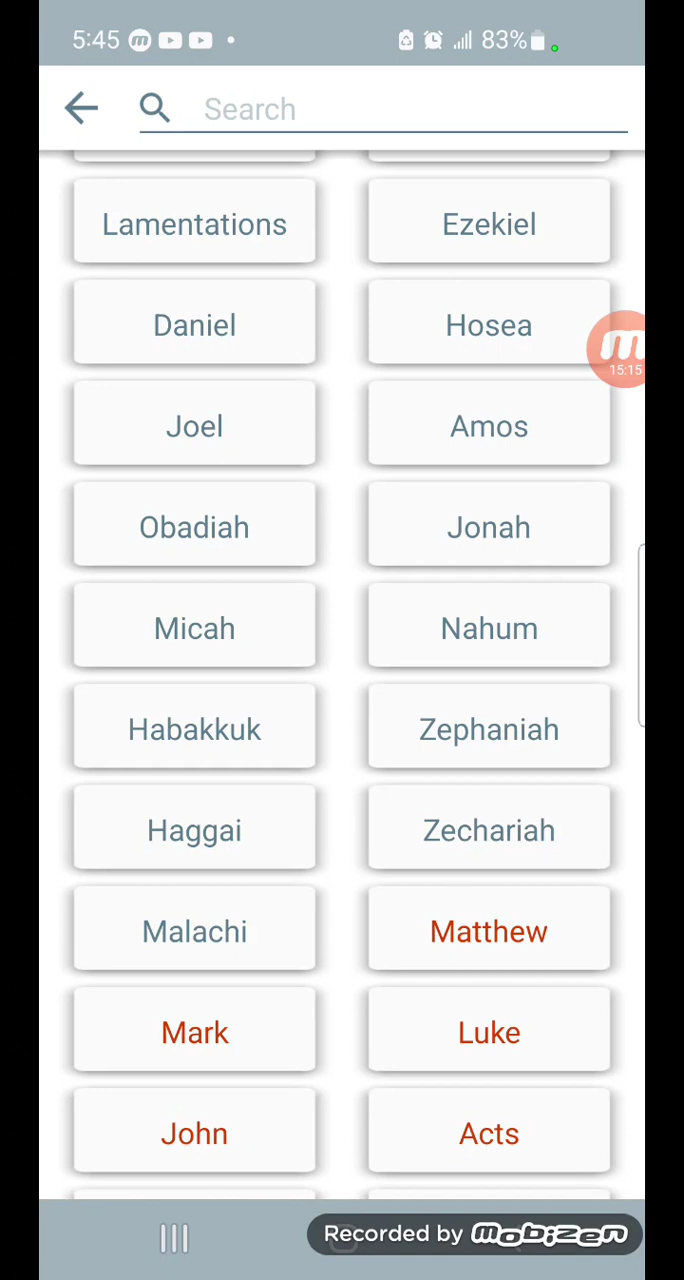 5:45 m 83%
Search
Lamentations Ezekiel
Daniel Hosea
m
15:15
Joel Amos
Obadiah Jonah
Micah Nahum
Habakkuk Zephaniah
Haggai Zechariah
Malachi Matthew
Mark Luke
John Acts
Recorded by mobizen